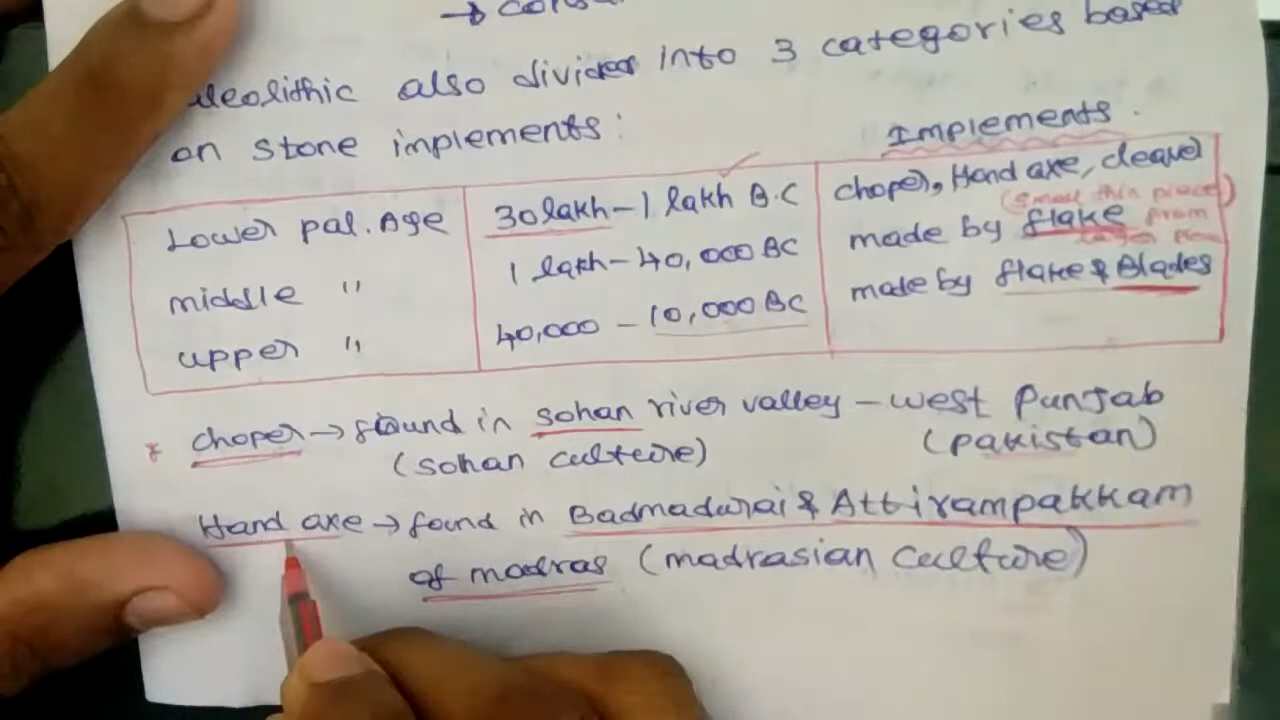 also divided into 3 categories based
on stone implements:
Implements.
Lower pal. Age 30 lakh - 1 lakh B.C choper, Hand axe, cleaver
(small thin piece)
1 lakh - 40,000 BC made by flake from
middle "
40,000 - 10,000 BC made by flake & Blades
upper "
* choper → found in sohan river valley - west Punjab
(sohan culture) (pakistan)
Hand axe → found in Badmadurai & Attirampakkam
of madras (madrasian culture)